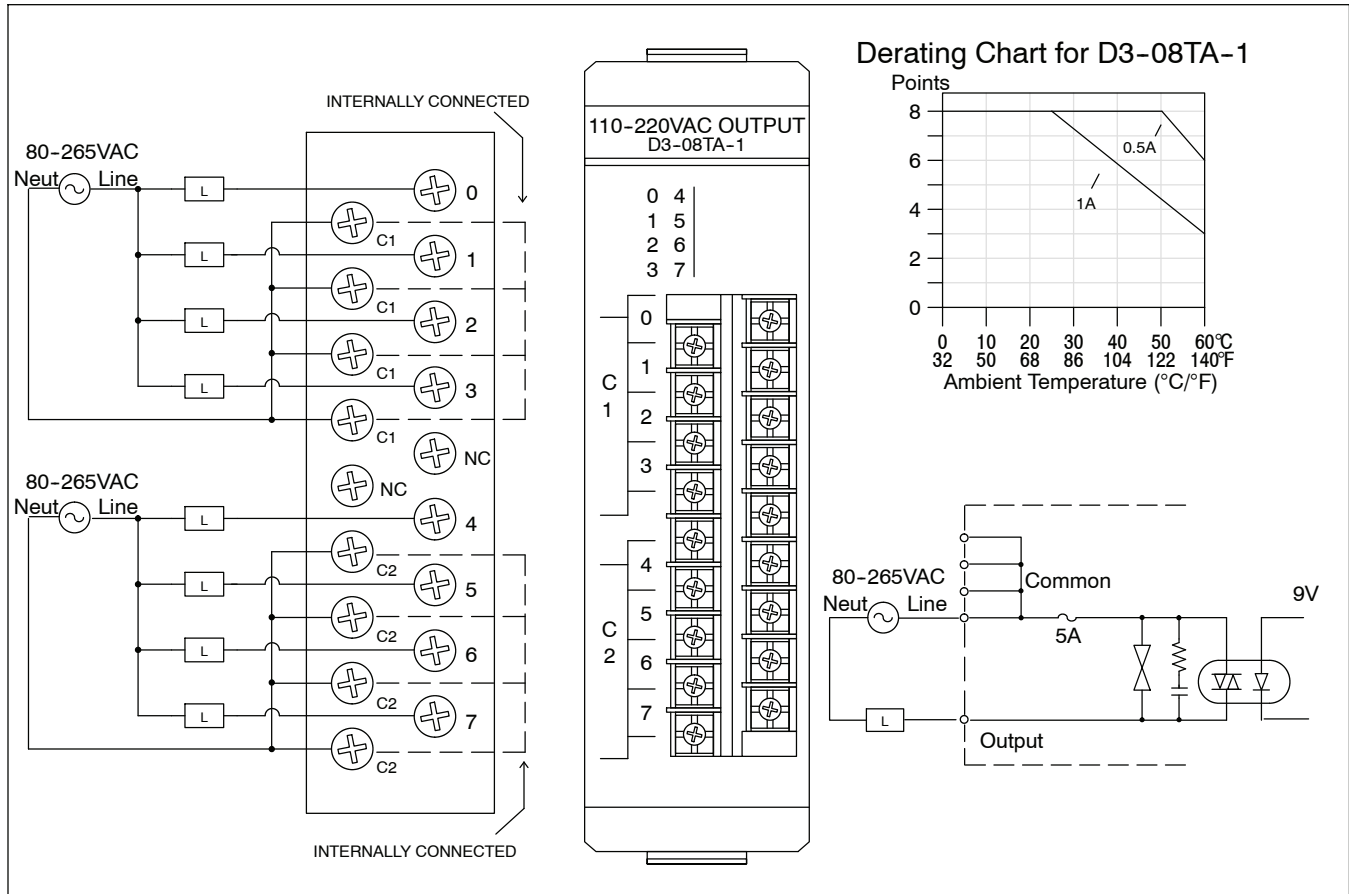 INTERNALLY CONNECTED
80-265VAC
Neut Line
L
0
C1
L
1
C1
L
2
C1
L
3
C1
NC
NC
80-265VAC
Neut Line
L
4
C2
L
5
C2
L
6
C2
L
7
C2
INTERNALLY CONNECTED
110-220VAC OUTPUT
D3-08TA-1
0 4
1 5
2 6
3 7
C1
0
1
2
3
C2
4
5
6
7
Derating Chart for D3-08TA-1
Points
8
6
4
2
0
0.5A
1A
0 10 20 30 40 50 60°C
32 50 68 86 104 122 140°F
Ambient Temperature (°C/°F)
80-265VAC
Neut Line
Common
5A
9V
L
Output